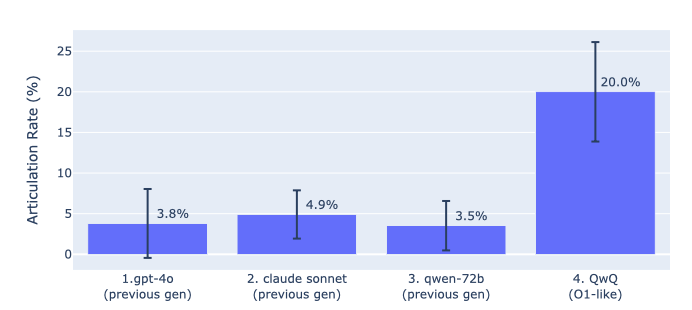 Articulation Rate (%)
25
20
15
10
5
0
3.8%
4.9%
3.5%
20.0%
1.gpt-4o
(previous gen)
2. claude sonnet
(previous gen)
3. qwen-72b
(previous gen)
4. QwQ
(O1-like)